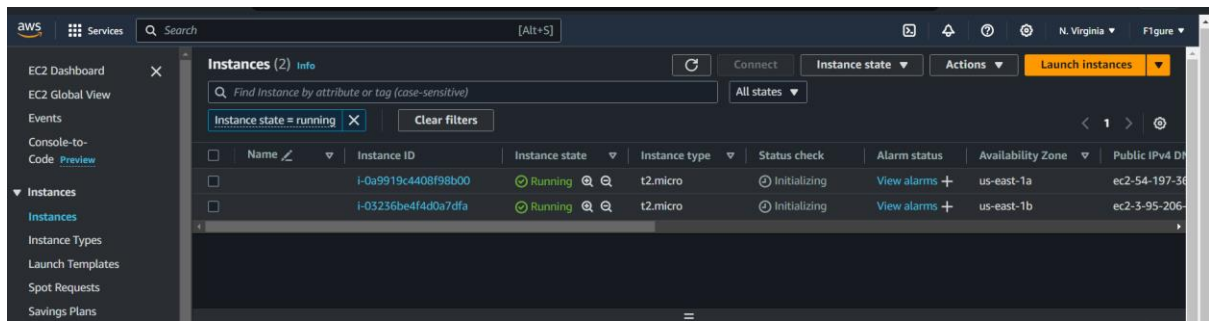 aws Services Search [Alt+S] N. Virginia F1gure
EC2 Dashboard
EC2 Global View
Events
Console-to-
Code Preview
Instances
Instances
Instance Types
Launch Templates
Spot Requests
Savings Plans
Instances (2) Info Connect Instance state Actions Launch instances
Find Instance by attribute or tag (case-sensitive) All states
Instance state = running Clear filters
1
Name Instance ID Instance state Instance type Status check Alarm status Availability Zone Public IPv4 DN
i-0a9919c4408f98b00 Running t2.micro Initializing View alarms + us-east-1a ec2-54-197-36
i-03236be4f4d0a7dfa Running t2.micro Initializing View alarms + us-east-1b ec2-3-95-206-